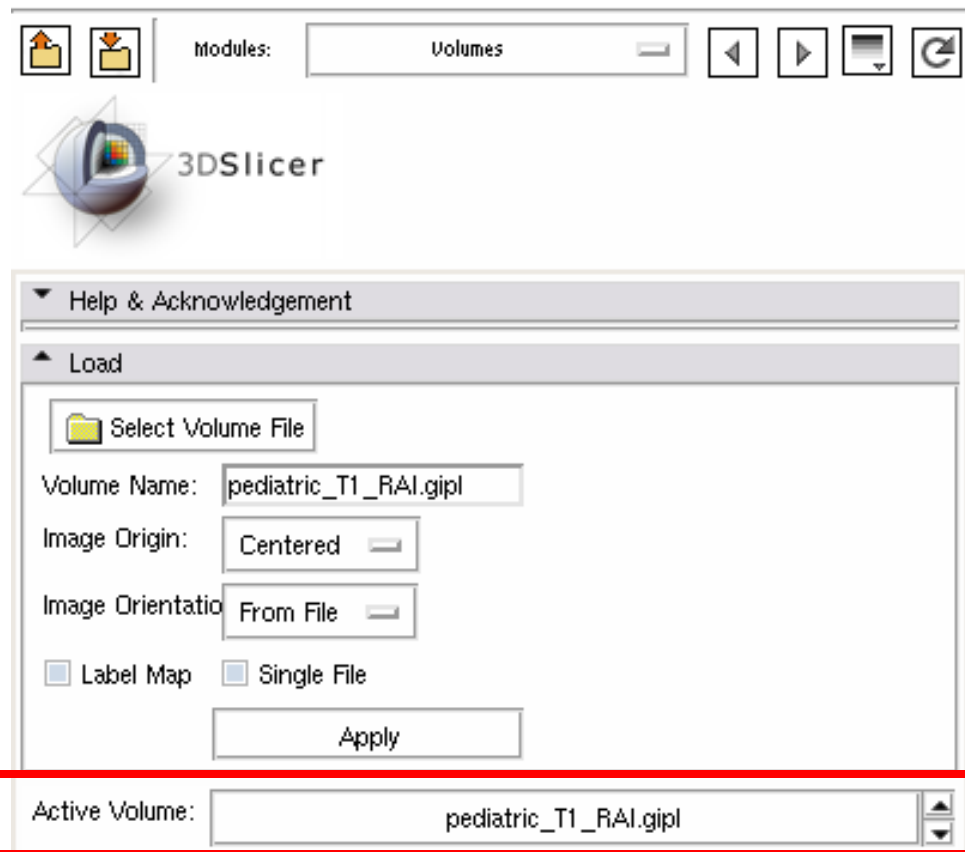 Modules: Volumes
3DSlicer
Help & Acknowledgement
Load
Select Volume File
Volume Name: pediatric_T1_RAI.gipl
Image Origin: Centered
Image Orientatio From File
Label Map Single File
Apply
Active Volume: pediatric_T1_RAI.gipl